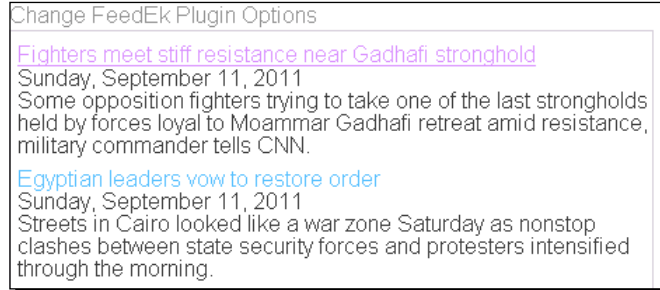 Change FeedEk Plugin Options
Fighters meet stiff resistance near Gadhafi stronghold
Sunday, September 11, 2011
Some opposition fighters trying to take one of the last strongholds
held by forces loyal to Moammar Gadhafi retreat amid resistance,
military commander tells CNN.
Egyptian leaders vow to restore order
Sunday, September 11, 2011
Streets in Cairo looked like a war zone Saturday as nonstop
clashes between state security forces and protesters intensified
through the morning.